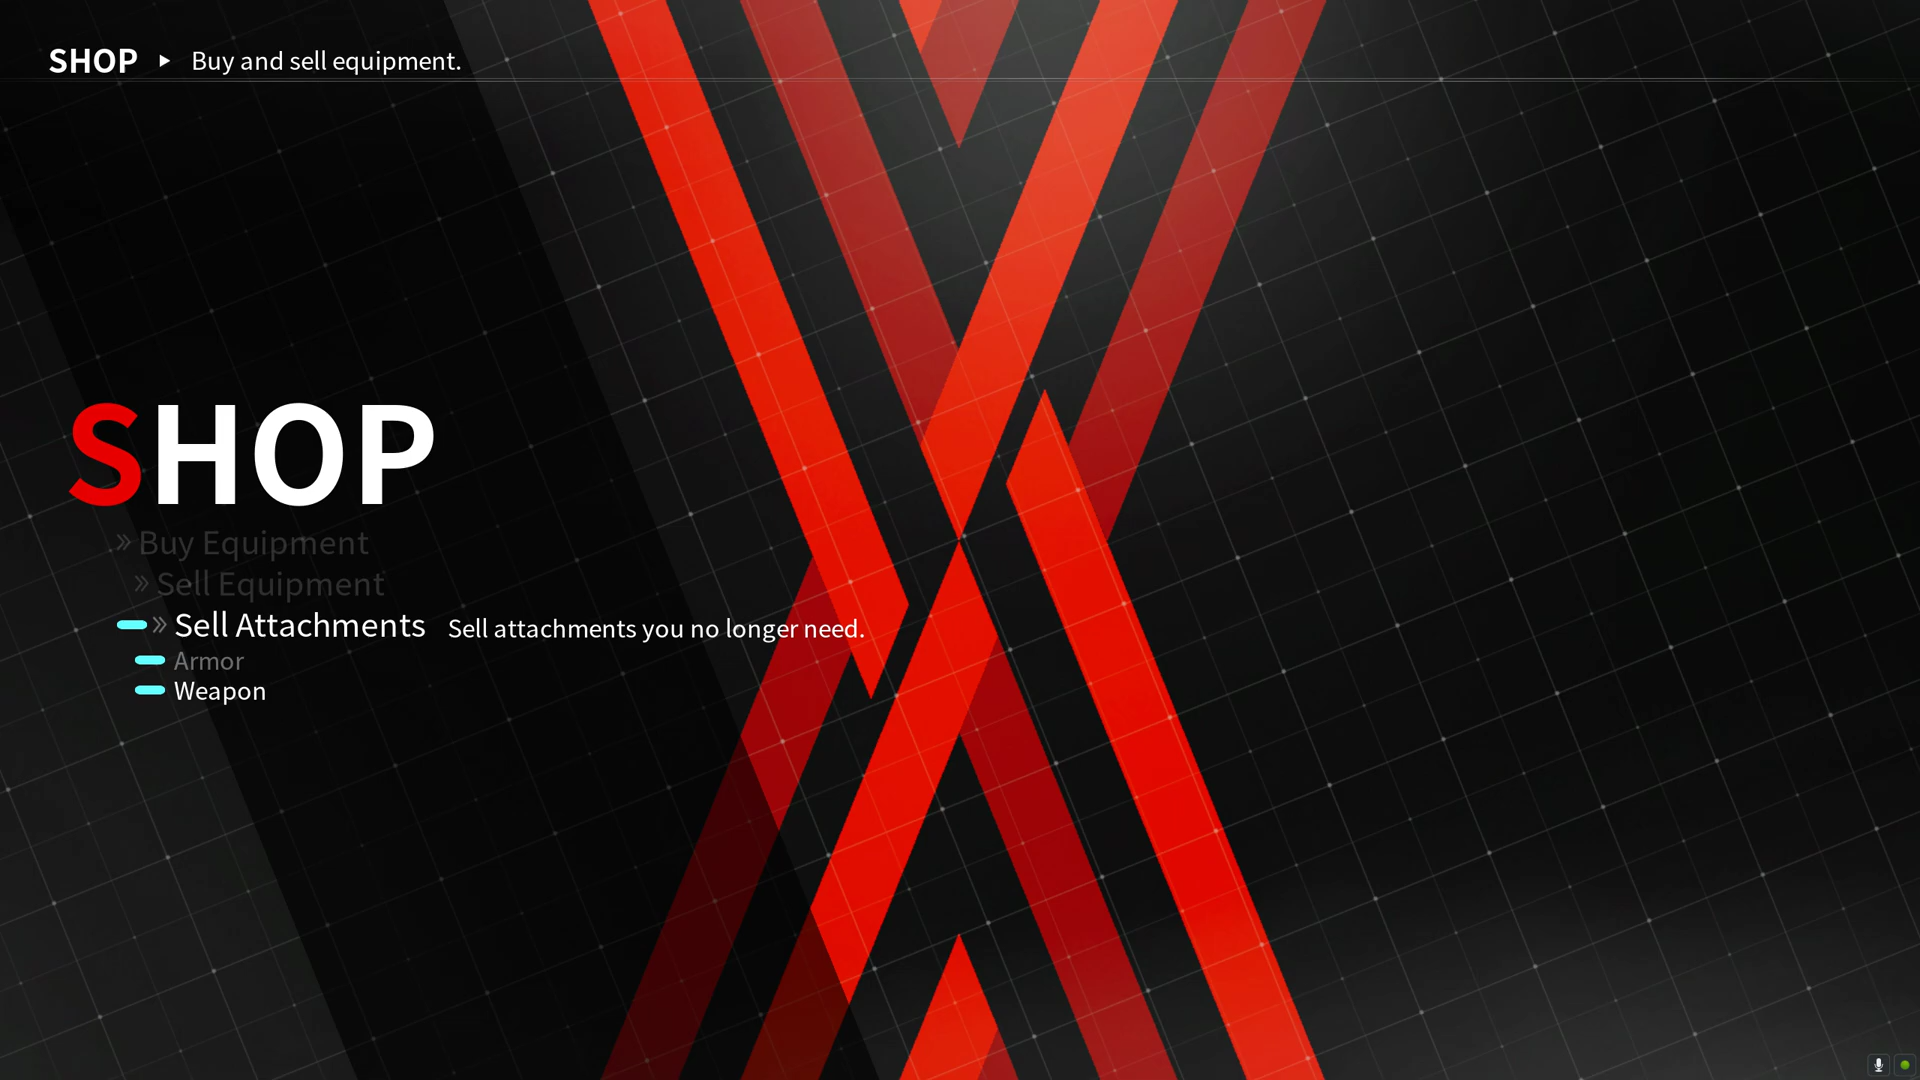 SHOP ▶ Buy and sell equipment.
SHOP
» Buy Equipment
» Sell Equipment
» Sell Attachments Sell attachments you no longer need.
Armor
Weapon